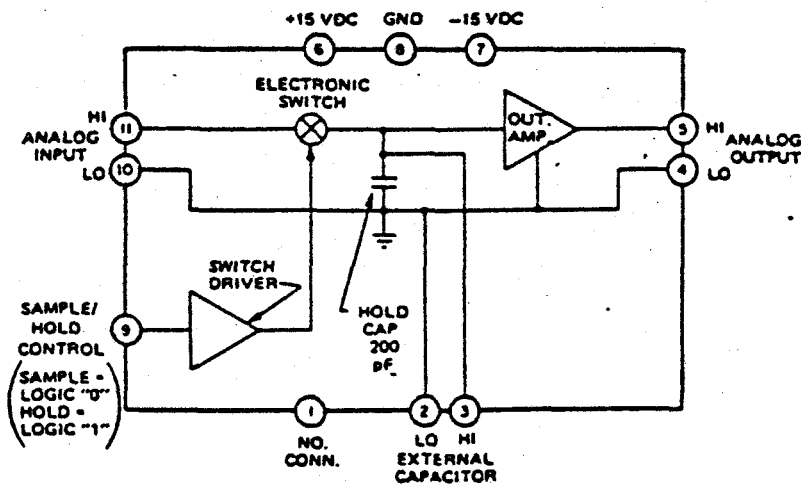 +15 VDC GND -15 VDC
6 8 7
ELECTRONIC
SWITCH
HI
ANALOG
INPUT
LO
11
10
OUT.
AMP.
5
4
HI
ANALOG
OUTPUT
LO
SWITCH
DRIVER
HOLD
CAP
200
pF.
SAMPLE/
HOLD
CONTROL
9
(SAMPLE =
LOGIC "0"
HOLD =
LOGIC "1")
1
NO.
CONN.
2 3
LO HI
EXTERNAL
CAPACITOR